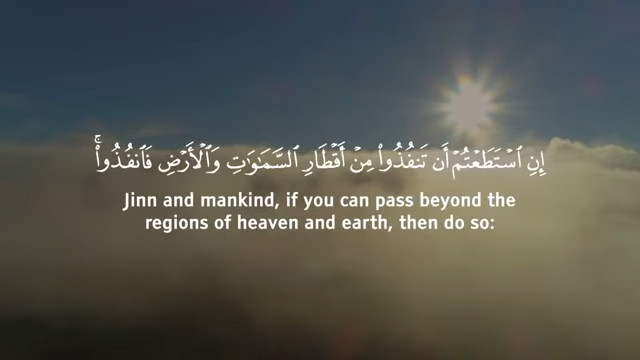 إِنِ ٱسْتَطَعْتُمْ أَن تَنفُذُوا۟ مِنْ أَقْطَارِ ٱلسَّمَـٰوَٰتِ وَٱلْأَرْضِ فَٱنفُذُوا۟ ۚ
Jinn and mankind, if you can pass beyond the
regions of heaven and earth, then do so: